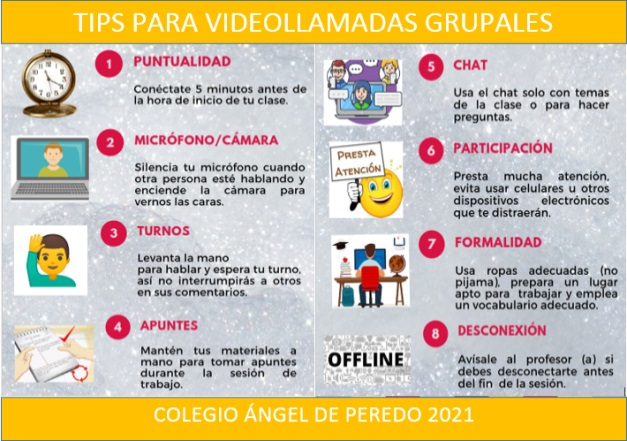 TIPS PARA VIDEOLLAMADAS GRUPALES
1 PUNTUALIDAD
Conéctate 5 minutos antes de
la hora de inicio de tu clase.
2 MICRÓFONO/CÁMARA
Silencia tu micrófono cuando
otra persona esté hablando y
enciende la cámara para
vernos las caras.
3 TURNOS
Levanta la mano
para hablar y espera tu turno,
así no interrumpirás a otros
en sus comentarios.
4 APUNTES
Mantén tus materiales a
mano para tomar apuntes
durante la sesión de
trabajo.
5 CHAT
Usa el chat solo con temas
de la clase o para hacer
preguntas.
PRESTA
ATENCIÓN
6 PARTICIPACIÓN
Presta mucha atención,
evita usar celulares u otros
dispositivos electrónicos
que te distraerán.
7 FORMALIDAD
Usa ropas adecuadas (no
pijama), prepara un lugar
apto para trabajar y emplea
un vocabulario adecuado.
OFFLINE
8 DESCONEXIÓN
Avísale al profesor (a) si
debes desconectarte antes
del fin de la sesión.
COLEGIO ÁNGEL DE PEREDO 2021